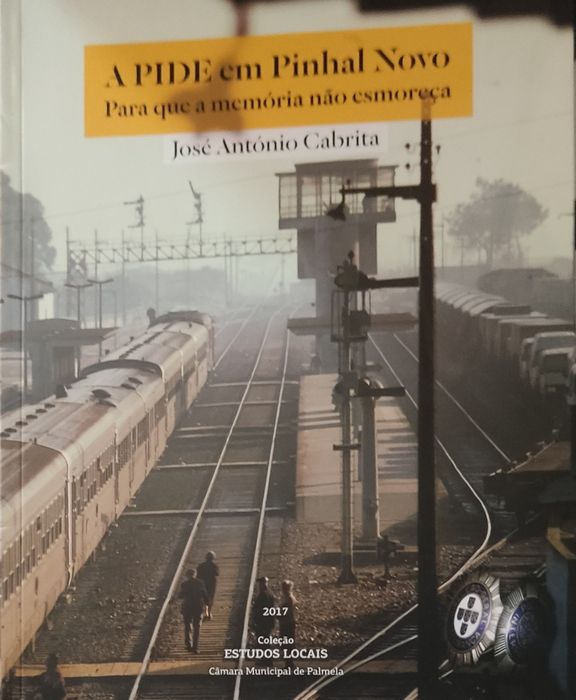 A PIDE em Pinhal Novo
Para que a memória não esmoreça
José António Cabrita
2017
Coleção
ESTUDOS LOCAIS
Câmara Municipal de Palmela